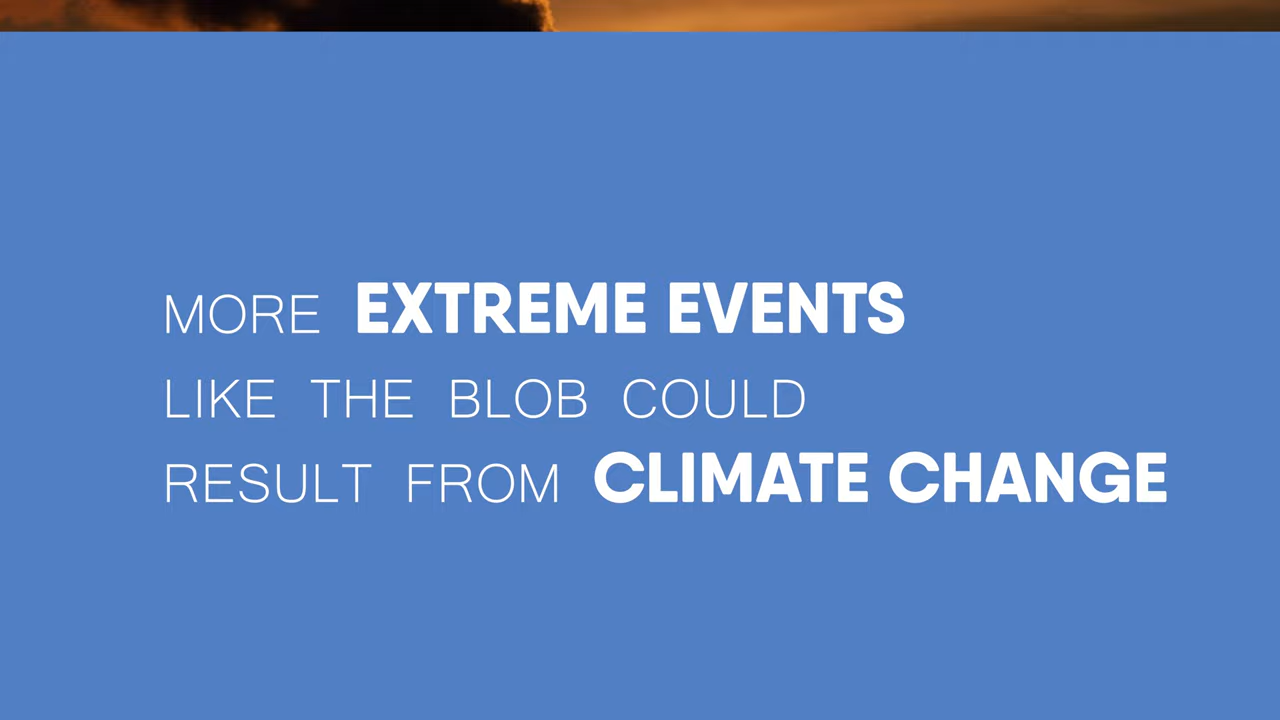 MORE EXTREME EVENTS
LIKE THE BLOB COULD
RESULT FROM CLIMATE CHANGE